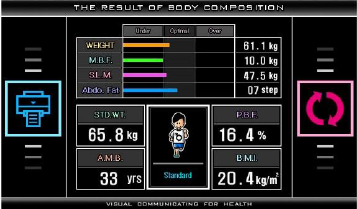 THE RESULT OF BODY COMPOSITION
Under Optimal Over
WEIGHT 61.1 kg
M.B.F. 10.0 kg
S.L.M. 47.5 kg
Abdo. Fat 07 step
STD.WT. P.B.F.
65.8 kg 16.4 %
A.M.B. B.M.I.
33 yrs Standard 20.4 kg/m²
VISUAL COMMUNICATING FOR HEALTH